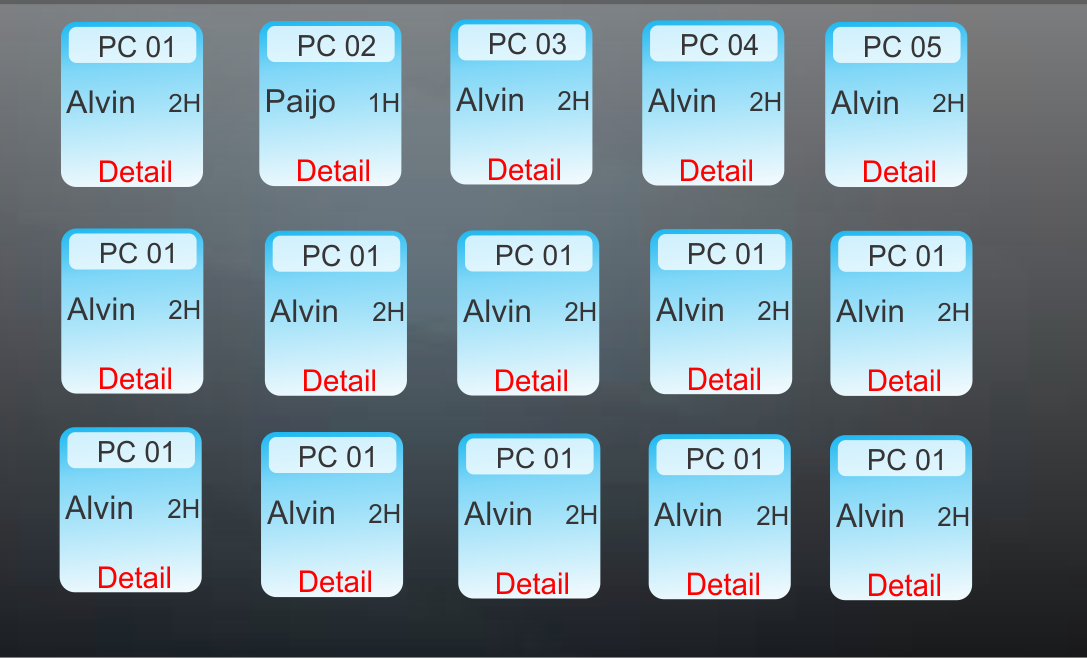 PC 01 PC 02 PC 03 PC 04 PC 05
Alvin 2H Paijo 1H Alvin 2H Alvin 2H Alvin 2H
Detail Detail Detail Detail Detail
PC 01 PC 01 PC 01 PC 01 PC 01
Alvin 2H Alvin 2H Alvin 2H Alvin 2H Alvin 2H
Detail Detail Detail Detail Detail
PC 01 PC 01 PC 01 PC 01 PC 01
Alvin 2H Alvin 2H Alvin 2H Alvin 2H Alvin 2H
Detail Detail Detail Detail Detail